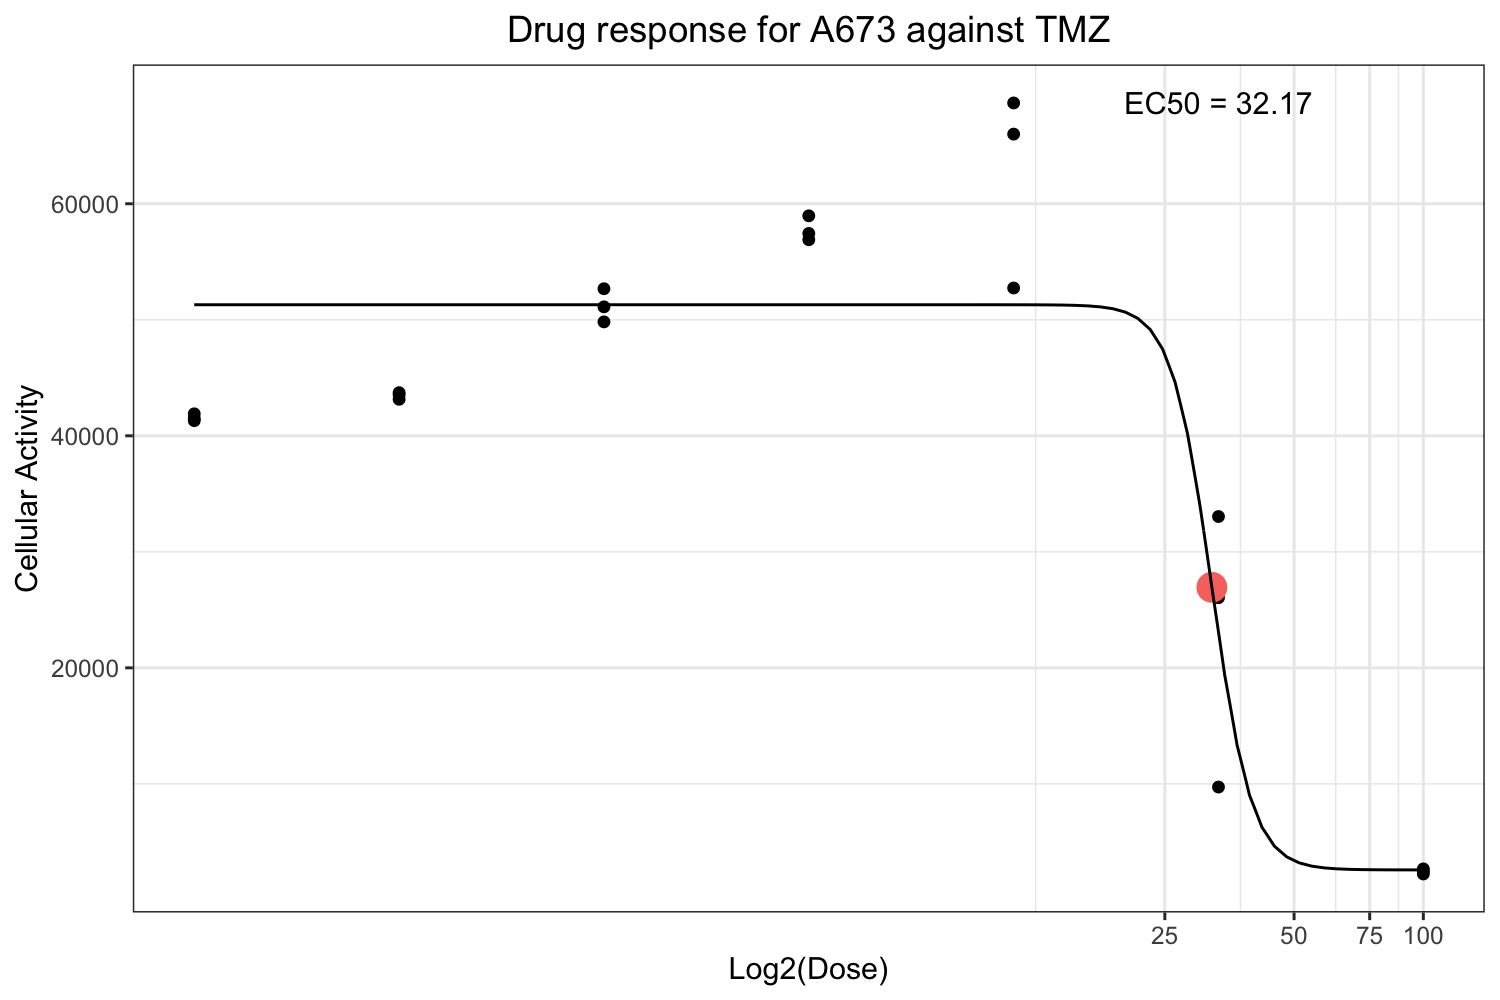 Drug response for A673 against TMZ
EC50 = 32.17
60000
40000
20000
Cellular Activity
25 50 75 100
Log2(Dose)